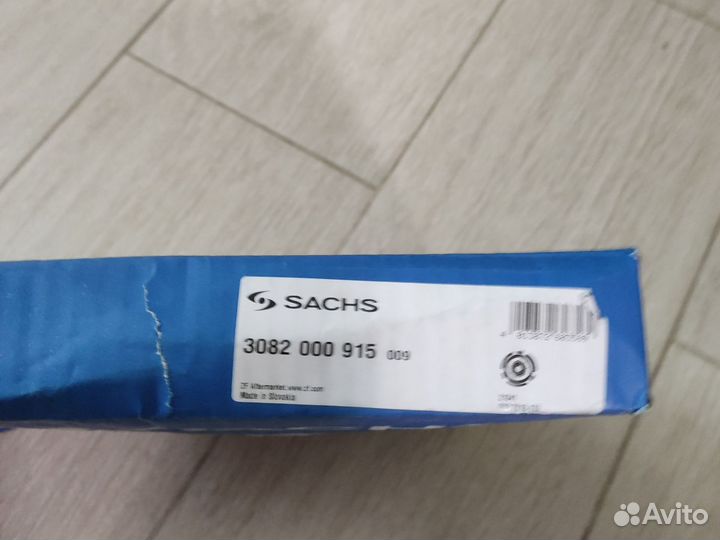 SACHS
3082 000 915 009
ZF Aftermarket; www.zf.com
Made in Slovakia
Avito